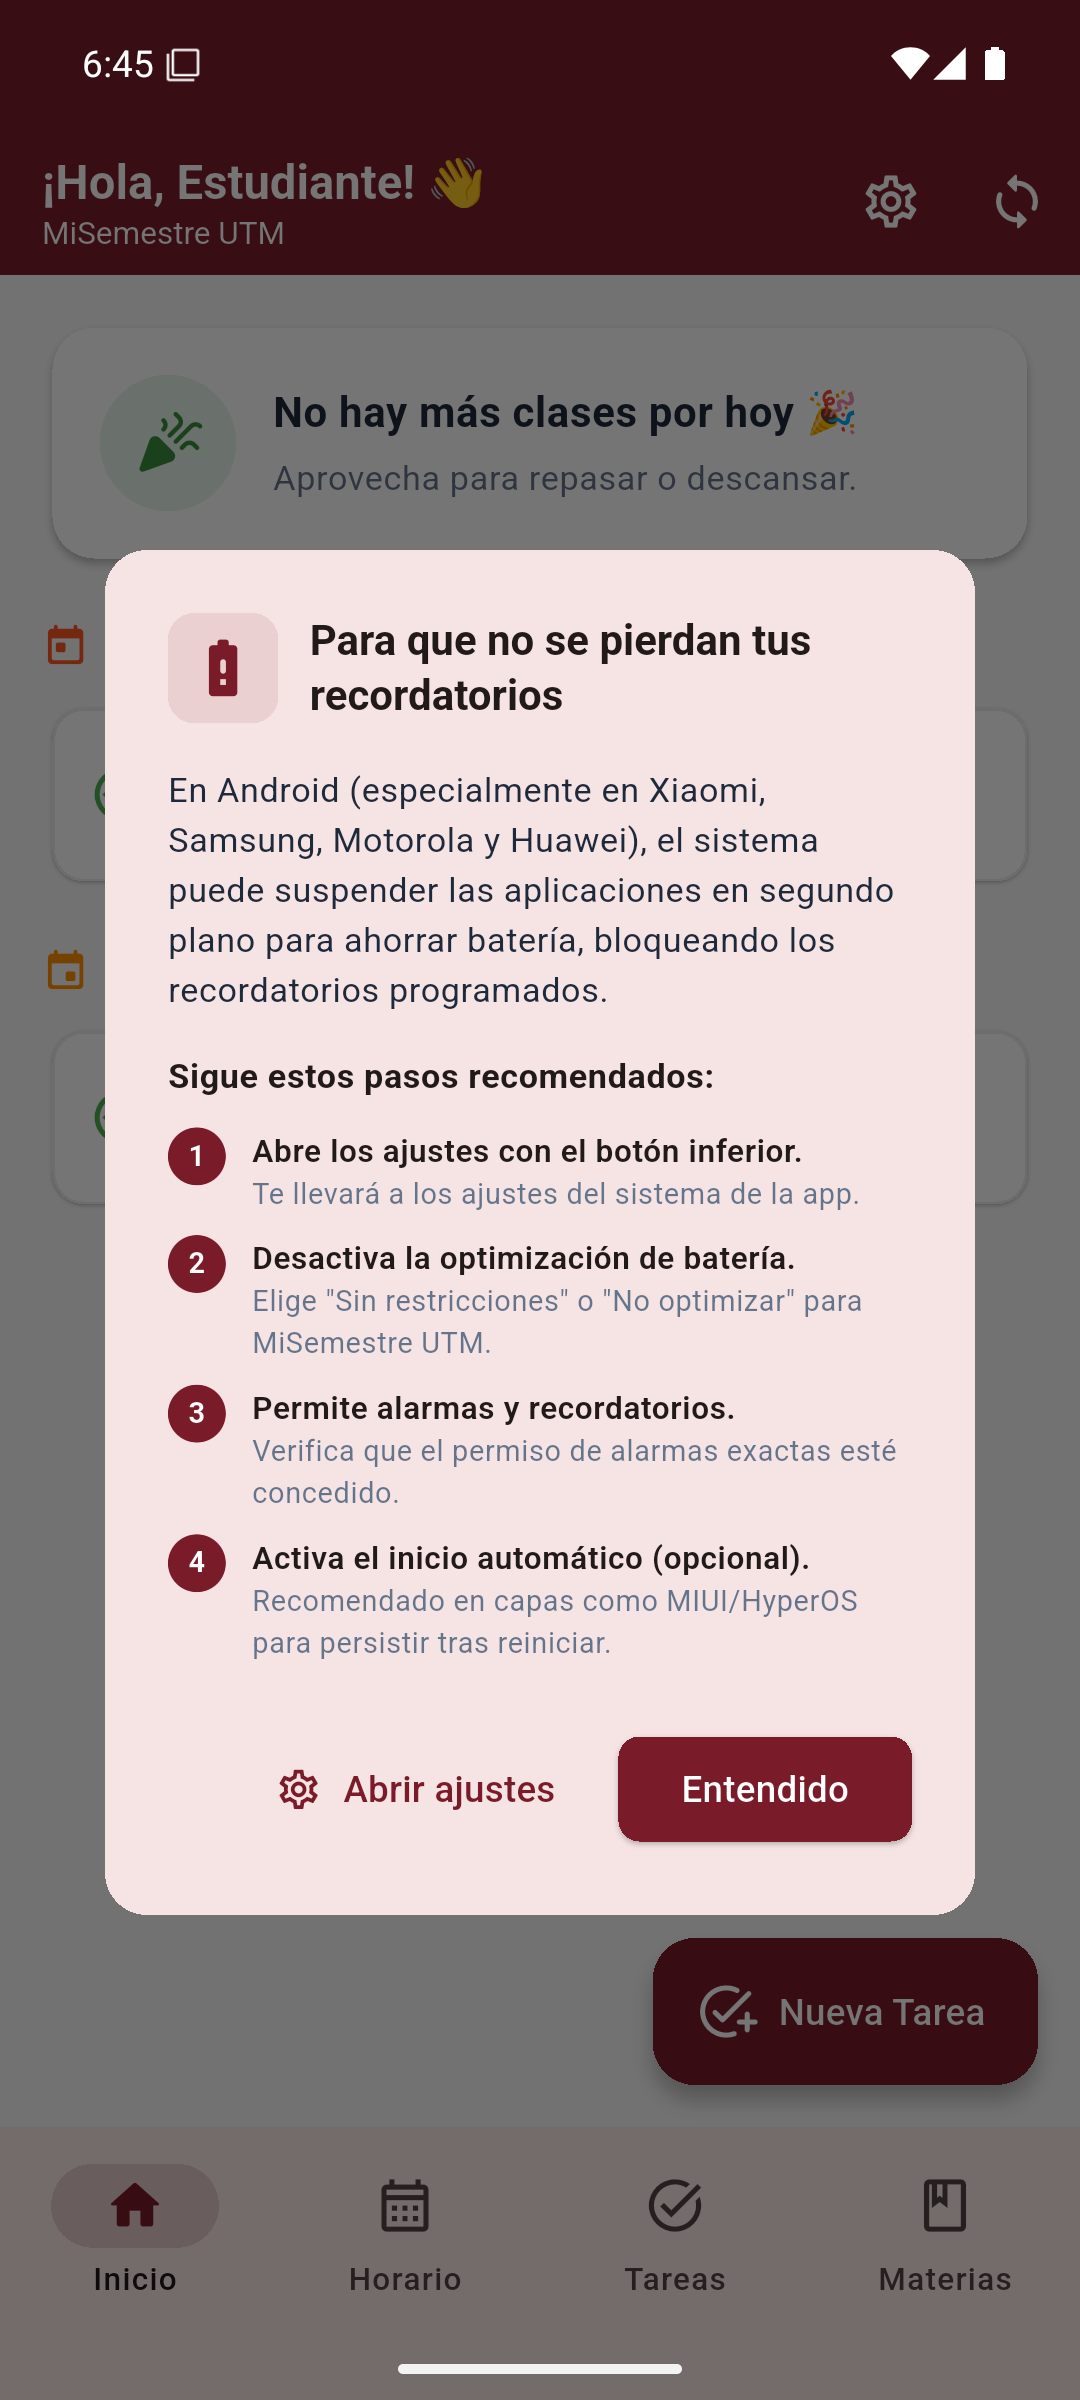 6:45
¡Hola, Estudiante! 👋
MiSemestre UTM
No hay más clases por hoy 🎉
Aprovecha para repasar o descansar.
Para que no se pierdan tus
recordatorios
En Android (especialmente en Xiaomi,
Samsung, Motorola y Huawei), el sistema
puede suspender las aplicaciones en segundo
plano para ahorrar batería, bloqueando los
recordatorios programados.
Sigue estos pasos recomendados:
1 Abre los ajustes con el botón inferior.
Te llevará a los ajustes del sistema de la app.
2 Desactiva la optimización de batería.
Elige "Sin restricciones" o "No optimizar" para
MiSemestre UTM.
3 Permite alarmas y recordatorios.
Verifica que el permiso de alarmas exactas esté
concedido.
4 Activa el inicio automático (opcional).
Recomendado en capas como MIUI/HyperOS
para persistir tras reiniciar.
Abrir ajustes Entendido
Nueva Tarea
Inicio Horario Tareas Materias